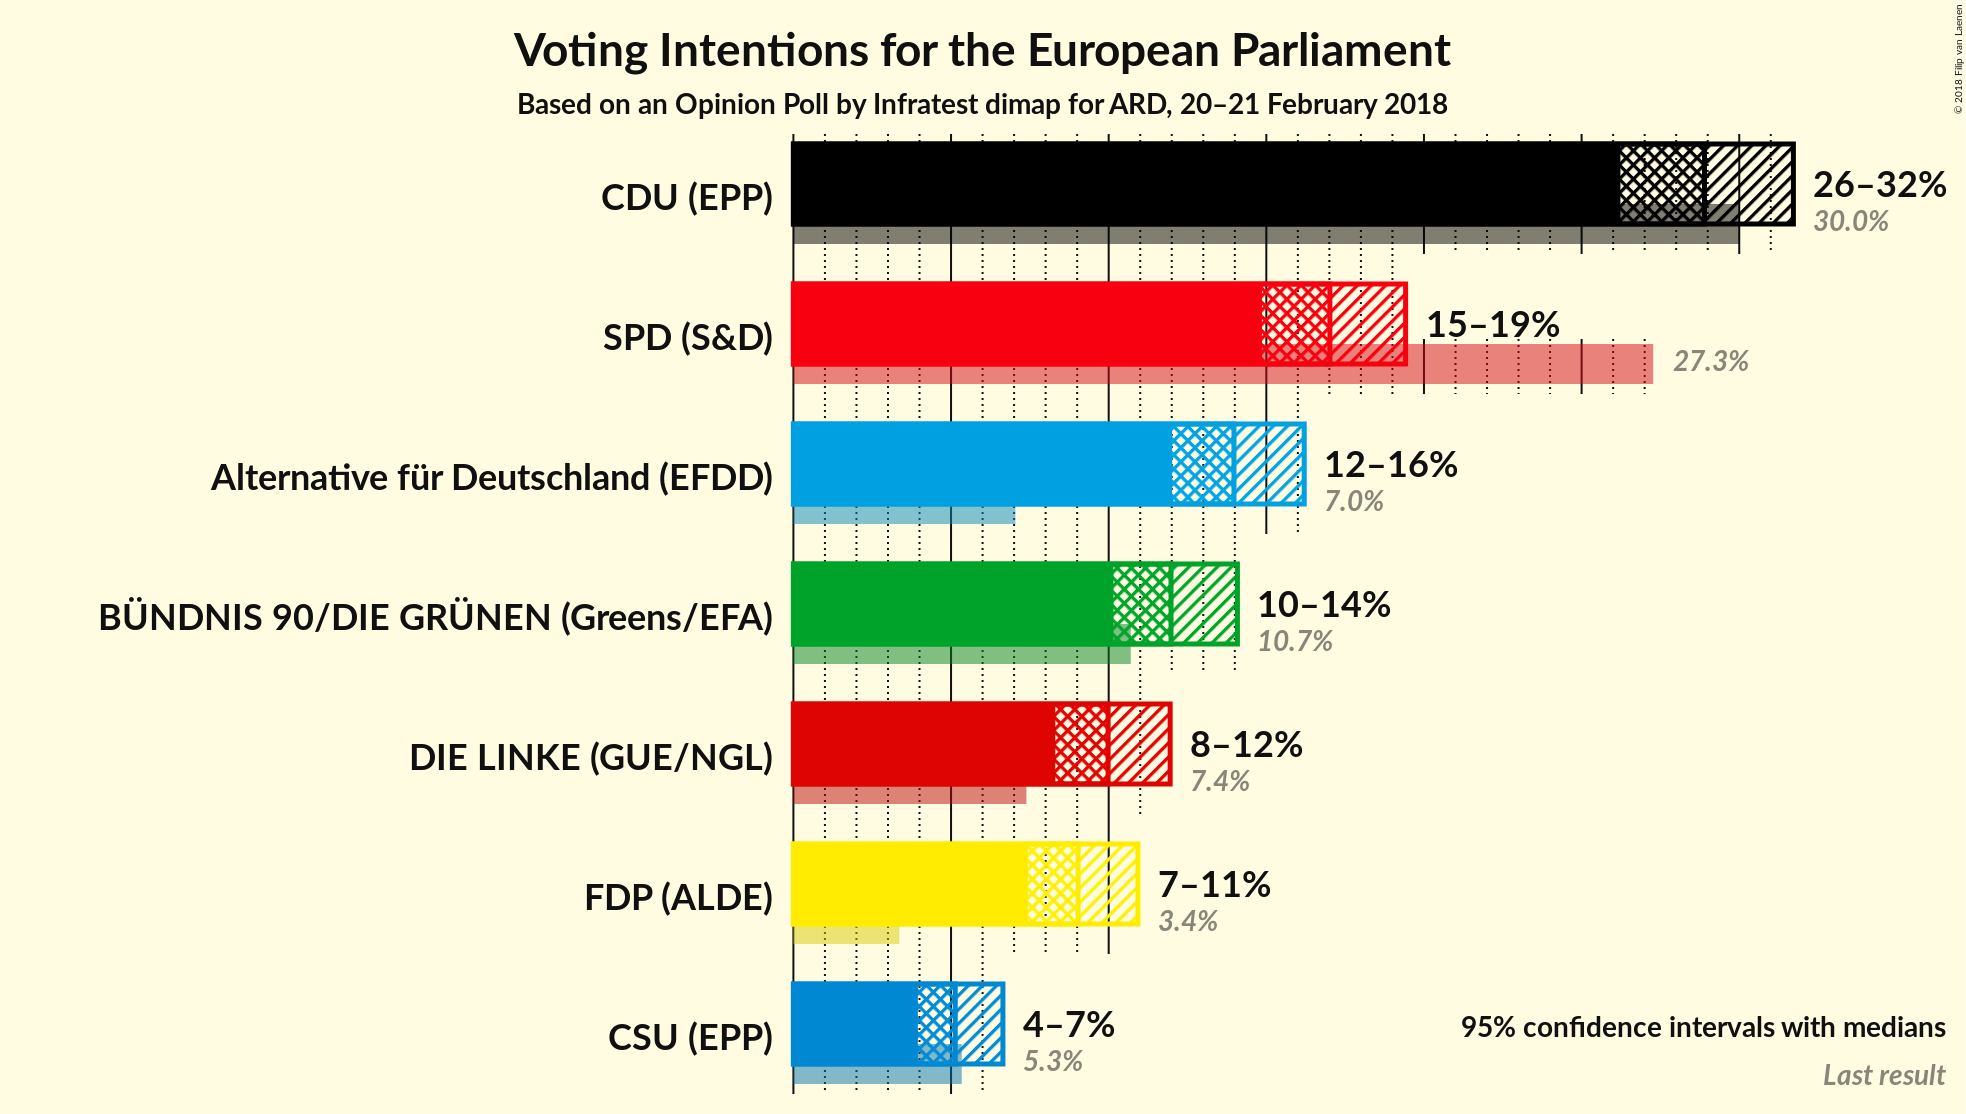 Voting Intentions for the European Parliament
Based on an Opinion Poll by Infratest dimap for ARD, 20–21 February 2018
© 2018 Filip van Laenen
CDU (EPP)
26–32%
30.0%
SPD (S&D)
15–19%
27.3%
Alternative für Deutschland (EFDD)
12–16%
7.0%
BÜNDNIS 90/DIE GRÜNEN (Greens/EFA)
10–14%
10.7%
DIE LINKE (GUE/NGL)
8–12%
7.4%
FDP (ALDE)
7–11%
3.4%
CSU (EPP)
4–7%
5.3%
95% confidence intervals with medians
Last result